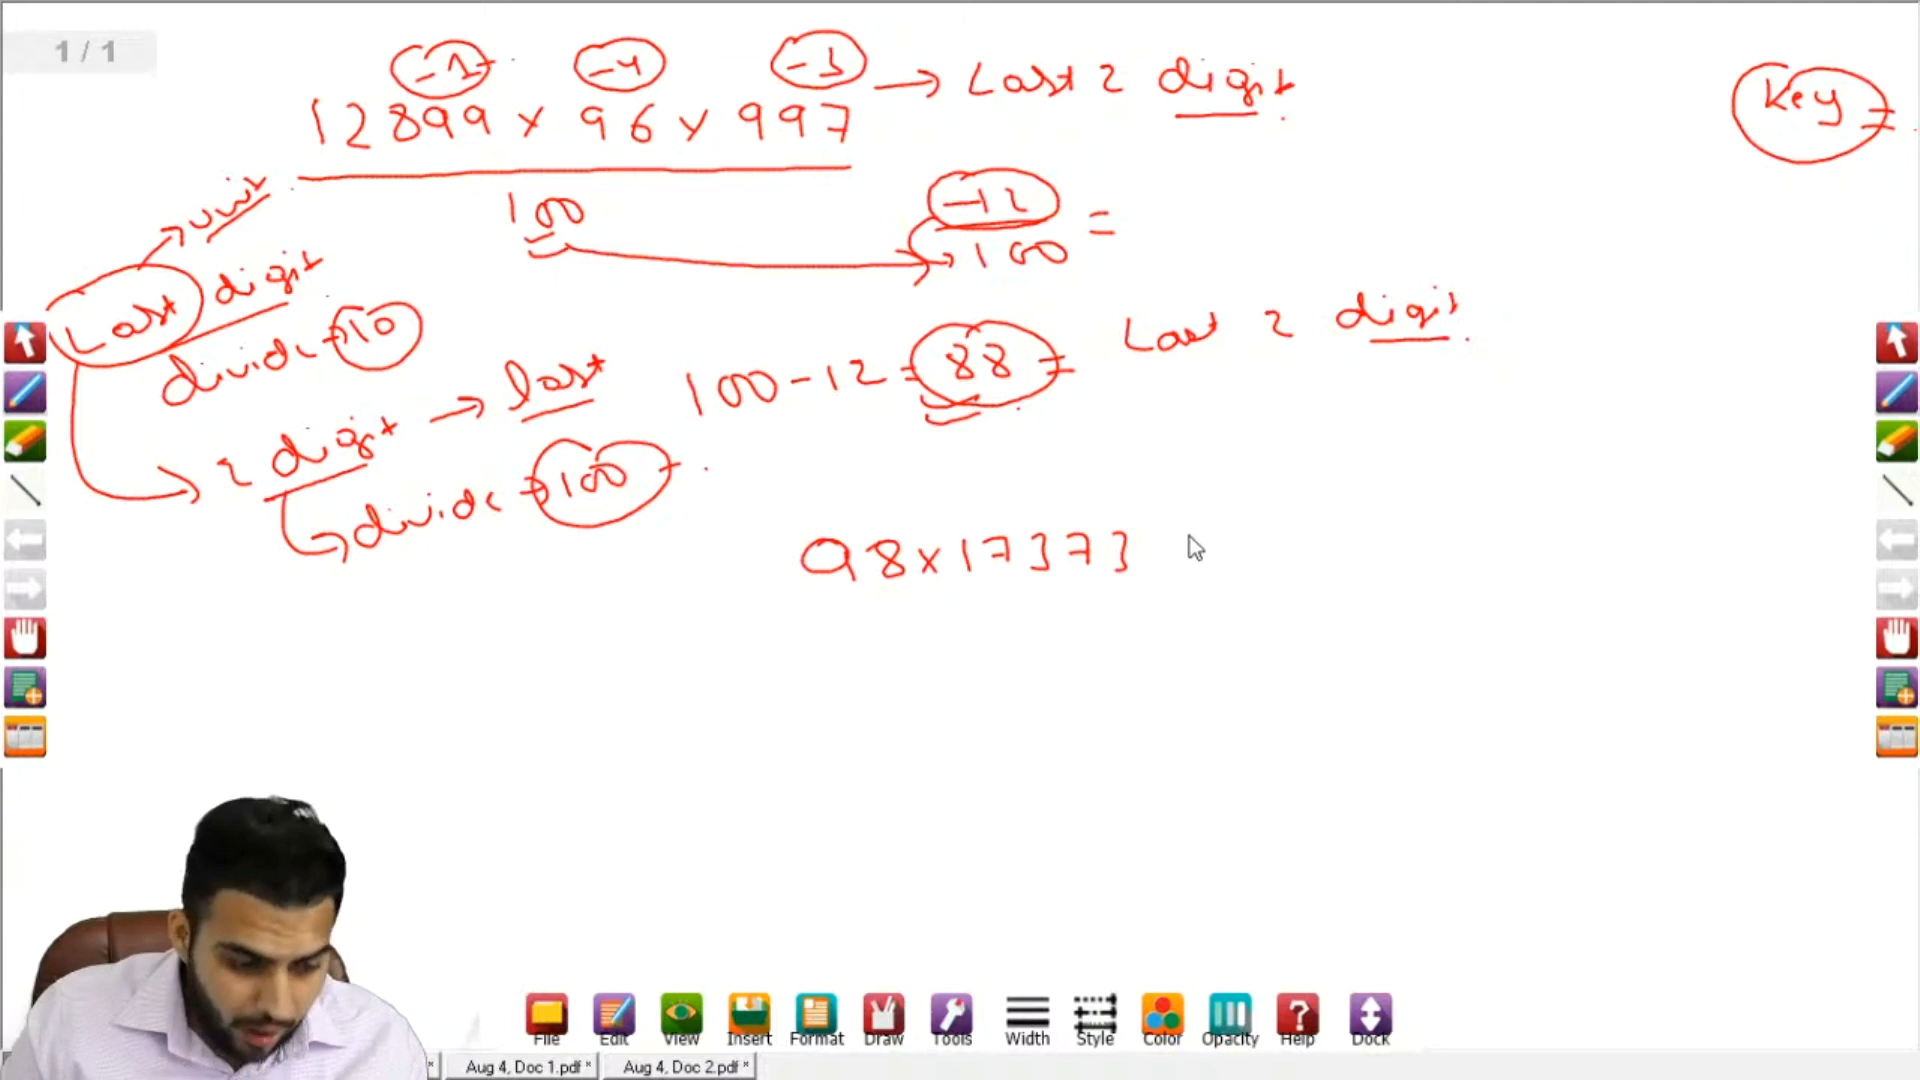 1 / 1
-1 -4 -3
12899 x 96 x 997 → Last 2 digit.
Key =
100
-12
100 =
→ unit
Last digit
divide → 10
2 digit → last
divide → 100 =
100 - 12 = 88 = Last 2 digit.
98 x 17373
File Edit View Insert Format Draw Tools Width Style Color Opacity Help Dock
Aug 4, Doc 1.pdf * Aug 4, Doc 2.pdf *